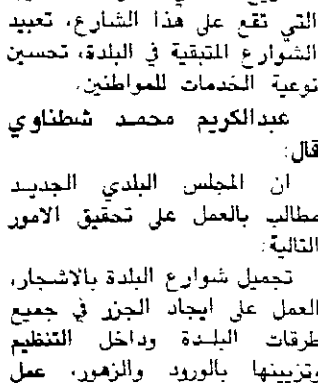 التي تقع على هذا الشارع، تعبيد
الشوارع المتبقية في البلدة، تحسين
نوعية الخدمات للمواطنين.
عبدالكريم محمد شطناوي
قال:
ان المجلس البلدي الجديد
مطالب بالعمل على تحقيق الامور
التالية:
تجميل شوارع البلدة بالاشجار،
العمل على ايجاد الجزر في جميع
طرقات البلدة وداخل التنظيم
وتزيينها بالورود والزهور، عمل